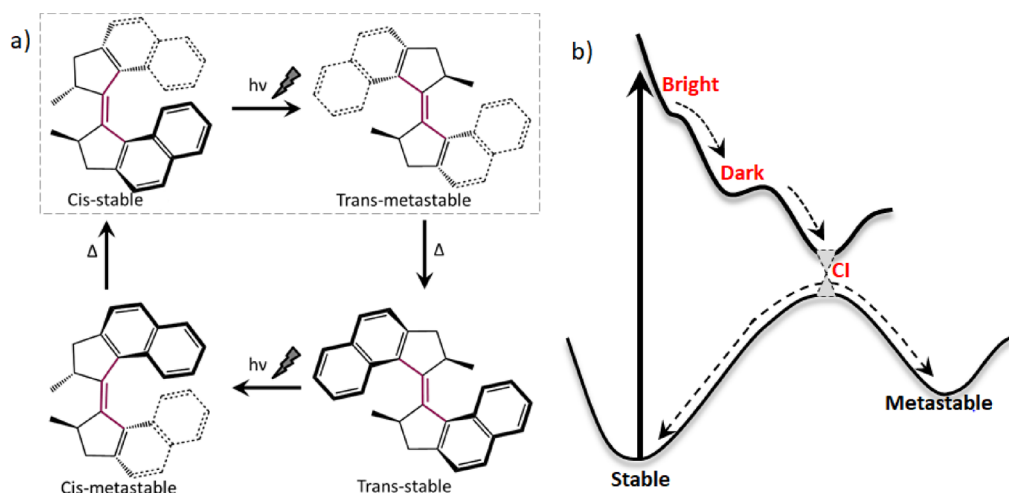 a)
hν
Cis-stable
Trans-metastable
Δ
Δ
hν
Cis-metastable
Trans-stable
b)
Bright
Dark
CI
Metastable
Stable